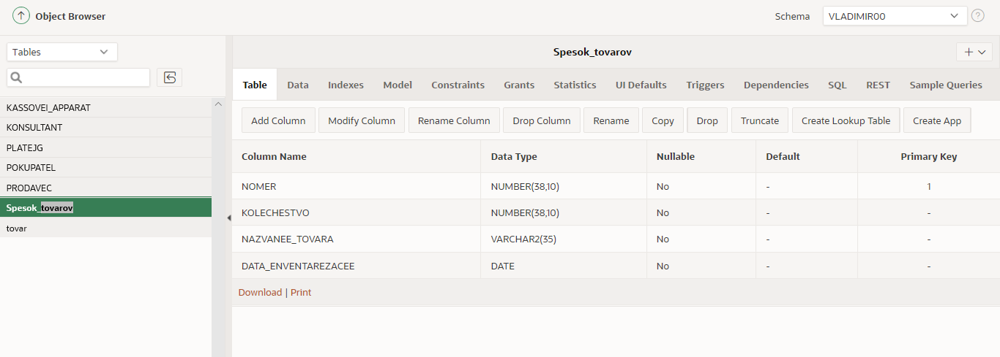 Object Browser
Schema
VLADIMIR00
Tables
Spesok_tovarov
KASSOVEI_APPARAT
KONSULTANT
PLATEJG
POKUPATEL
PRODAVEC
Spesok_tovarov
tovar
Table Data Indexes Model Constraints Grants Statistics UI Defaults Triggers Dependencies SQL REST Sample Queries
Add Column Modify Column Rename Column Drop Column Rename Copy Drop Truncate Create Lookup Table Create App
Column Name Data Type Nullable Default Primary Key
NOMER NUMBER(38,10) No - 1
KOLECHESTVO NUMBER(38,10) No - -
NAZVANEE_TOVARA VARCHAR2(35) No - -
DATA_ENVENTAREZACEE DATE No - -
Download | Print